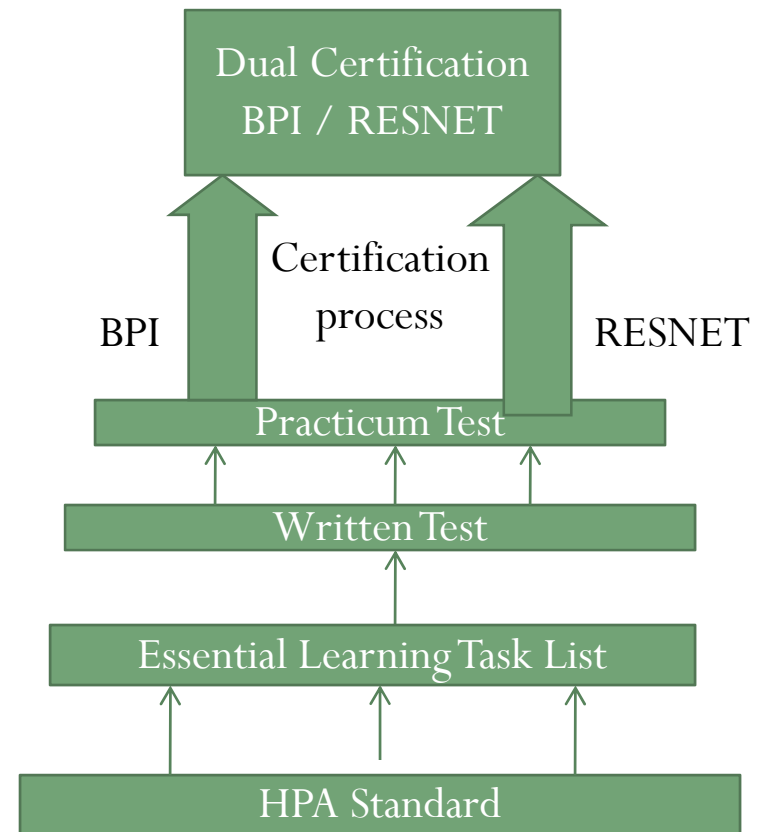 Dual Certification
BPI / RESNET
Certification
process
BPI
RESNET
Practicum Test
Written Test
Essential Learning Task List
HPA Standard